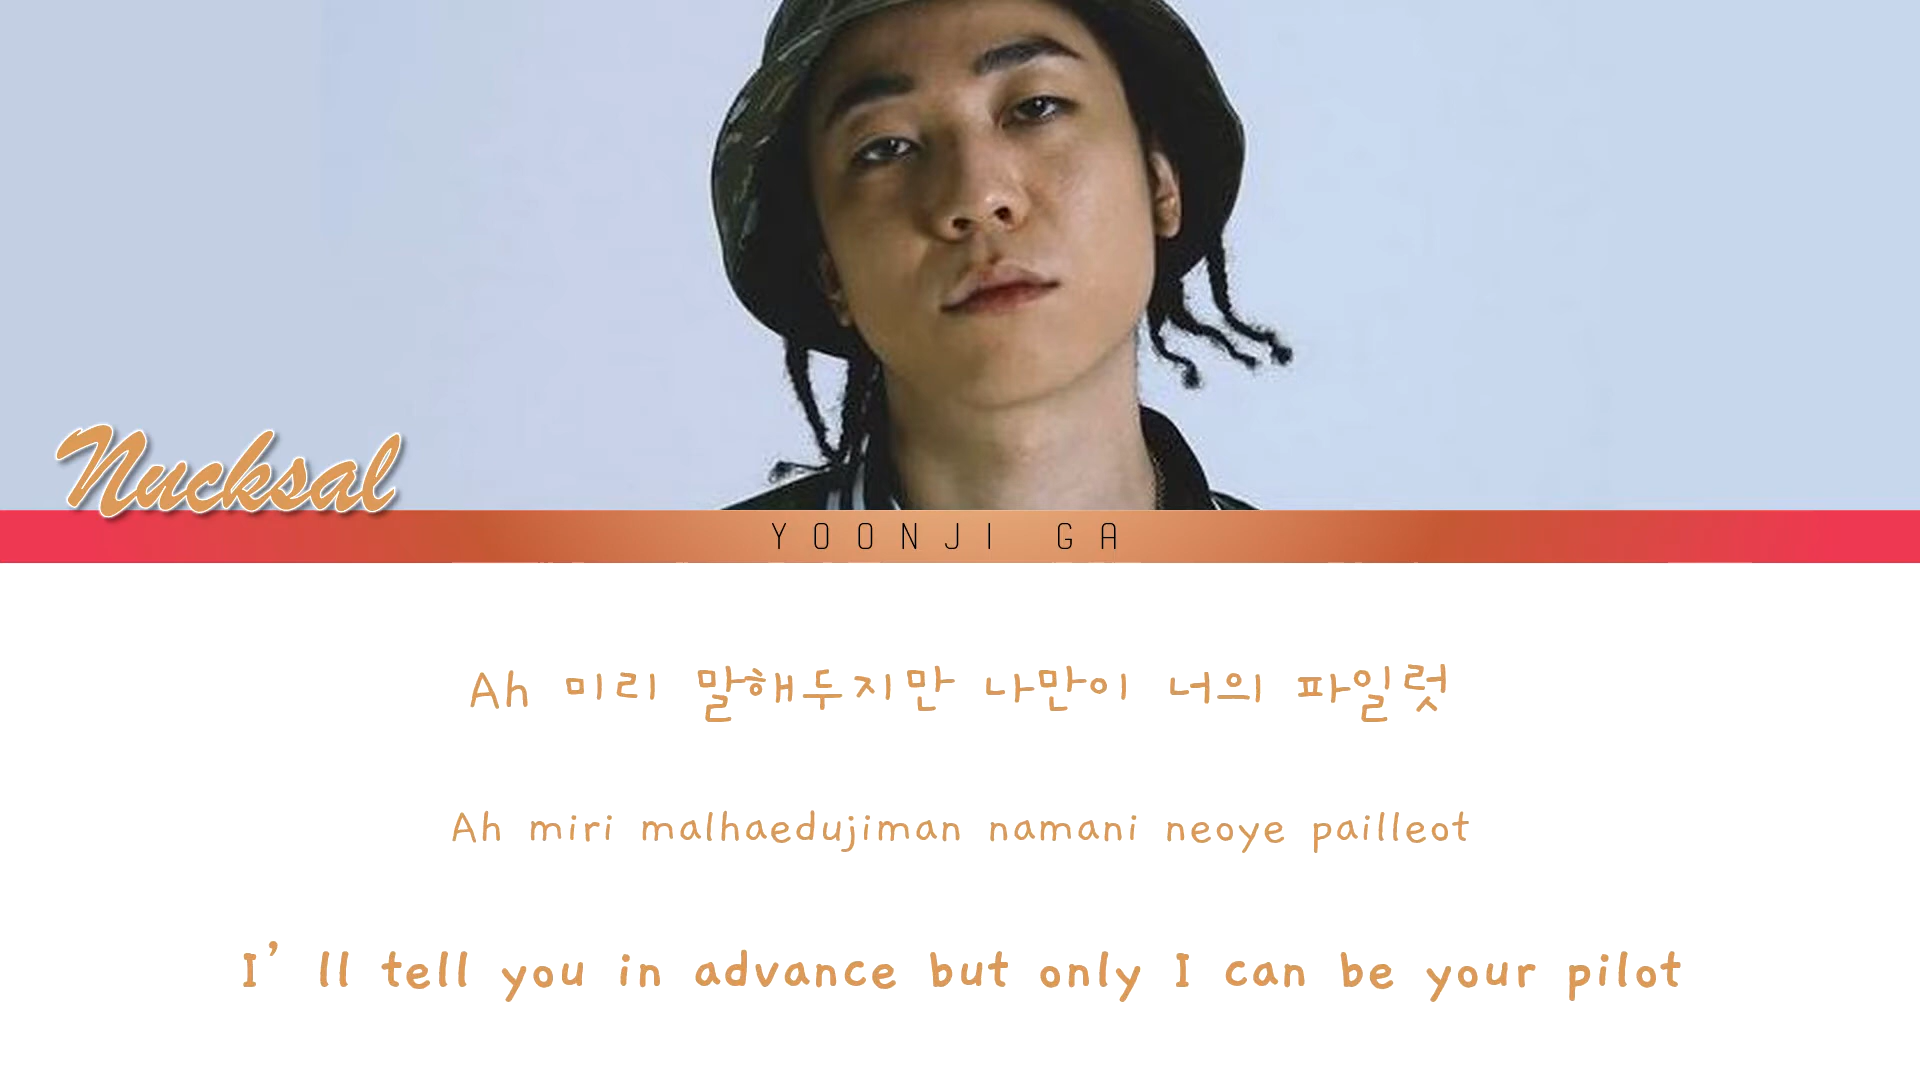 Nucksal
YOONJI GA
Ah 미리 말해두지만 나만이 너의 파일럿
Ah miri malhaedujiman namani neoye pailleot
I'll tell you in advance but only I can be your pilot